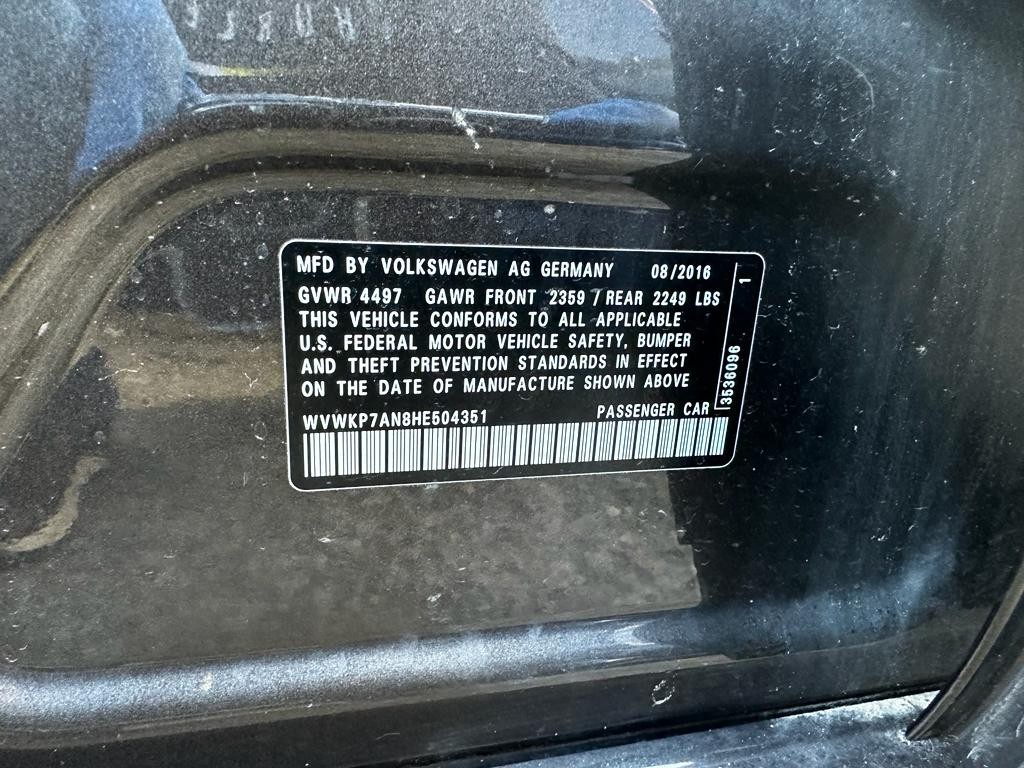 MFD BY VOLKSWAGEN AG GERMANY 08/2016
GVWR 4497 GAWR FRONT 2359 / REAR 2249 LBS
THIS VEHICLE CONFORMS TO ALL APPLICABLE
U.S. FEDERAL MOTOR VEHICLE SAFETY, BUMPER
AND THEFT PREVENTION STANDARDS IN EFFECT
ON THE DATE OF MANUFACTURE SHOWN ABOVE
WVWKP7AN8HE504351 PASSENGER CAR
3536096 1